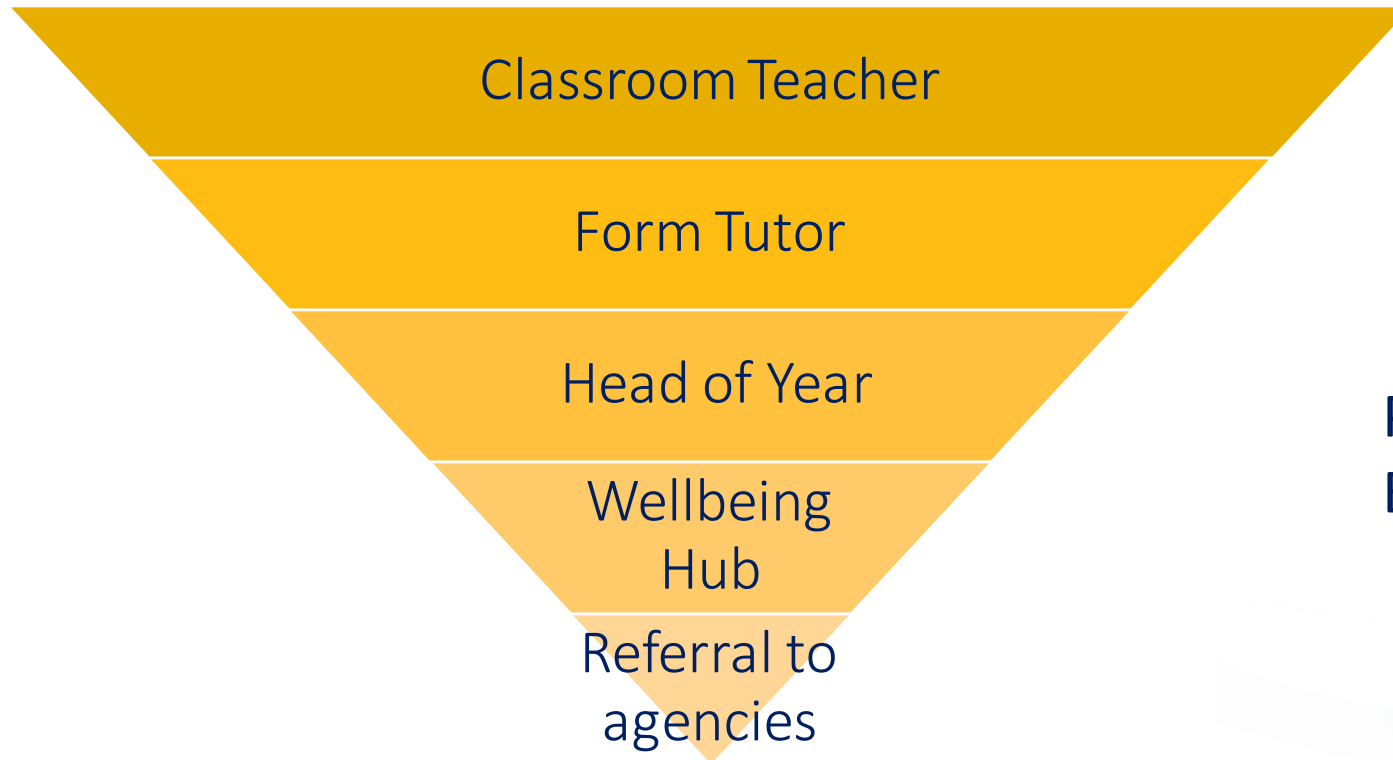 Classroom Teacher
Form Tutor
Head of Year
Wellbeing
Hub
Referral to
agencies